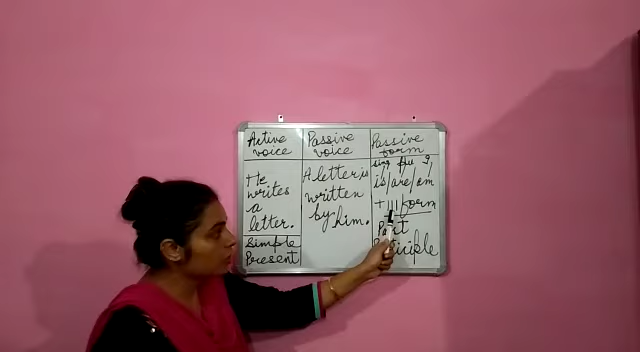 Active
voice
He
writes
a
letter.
Simple
Present
Passive
voice
A letter is
written
by him.
Passive
form
is/are/am
+ III form